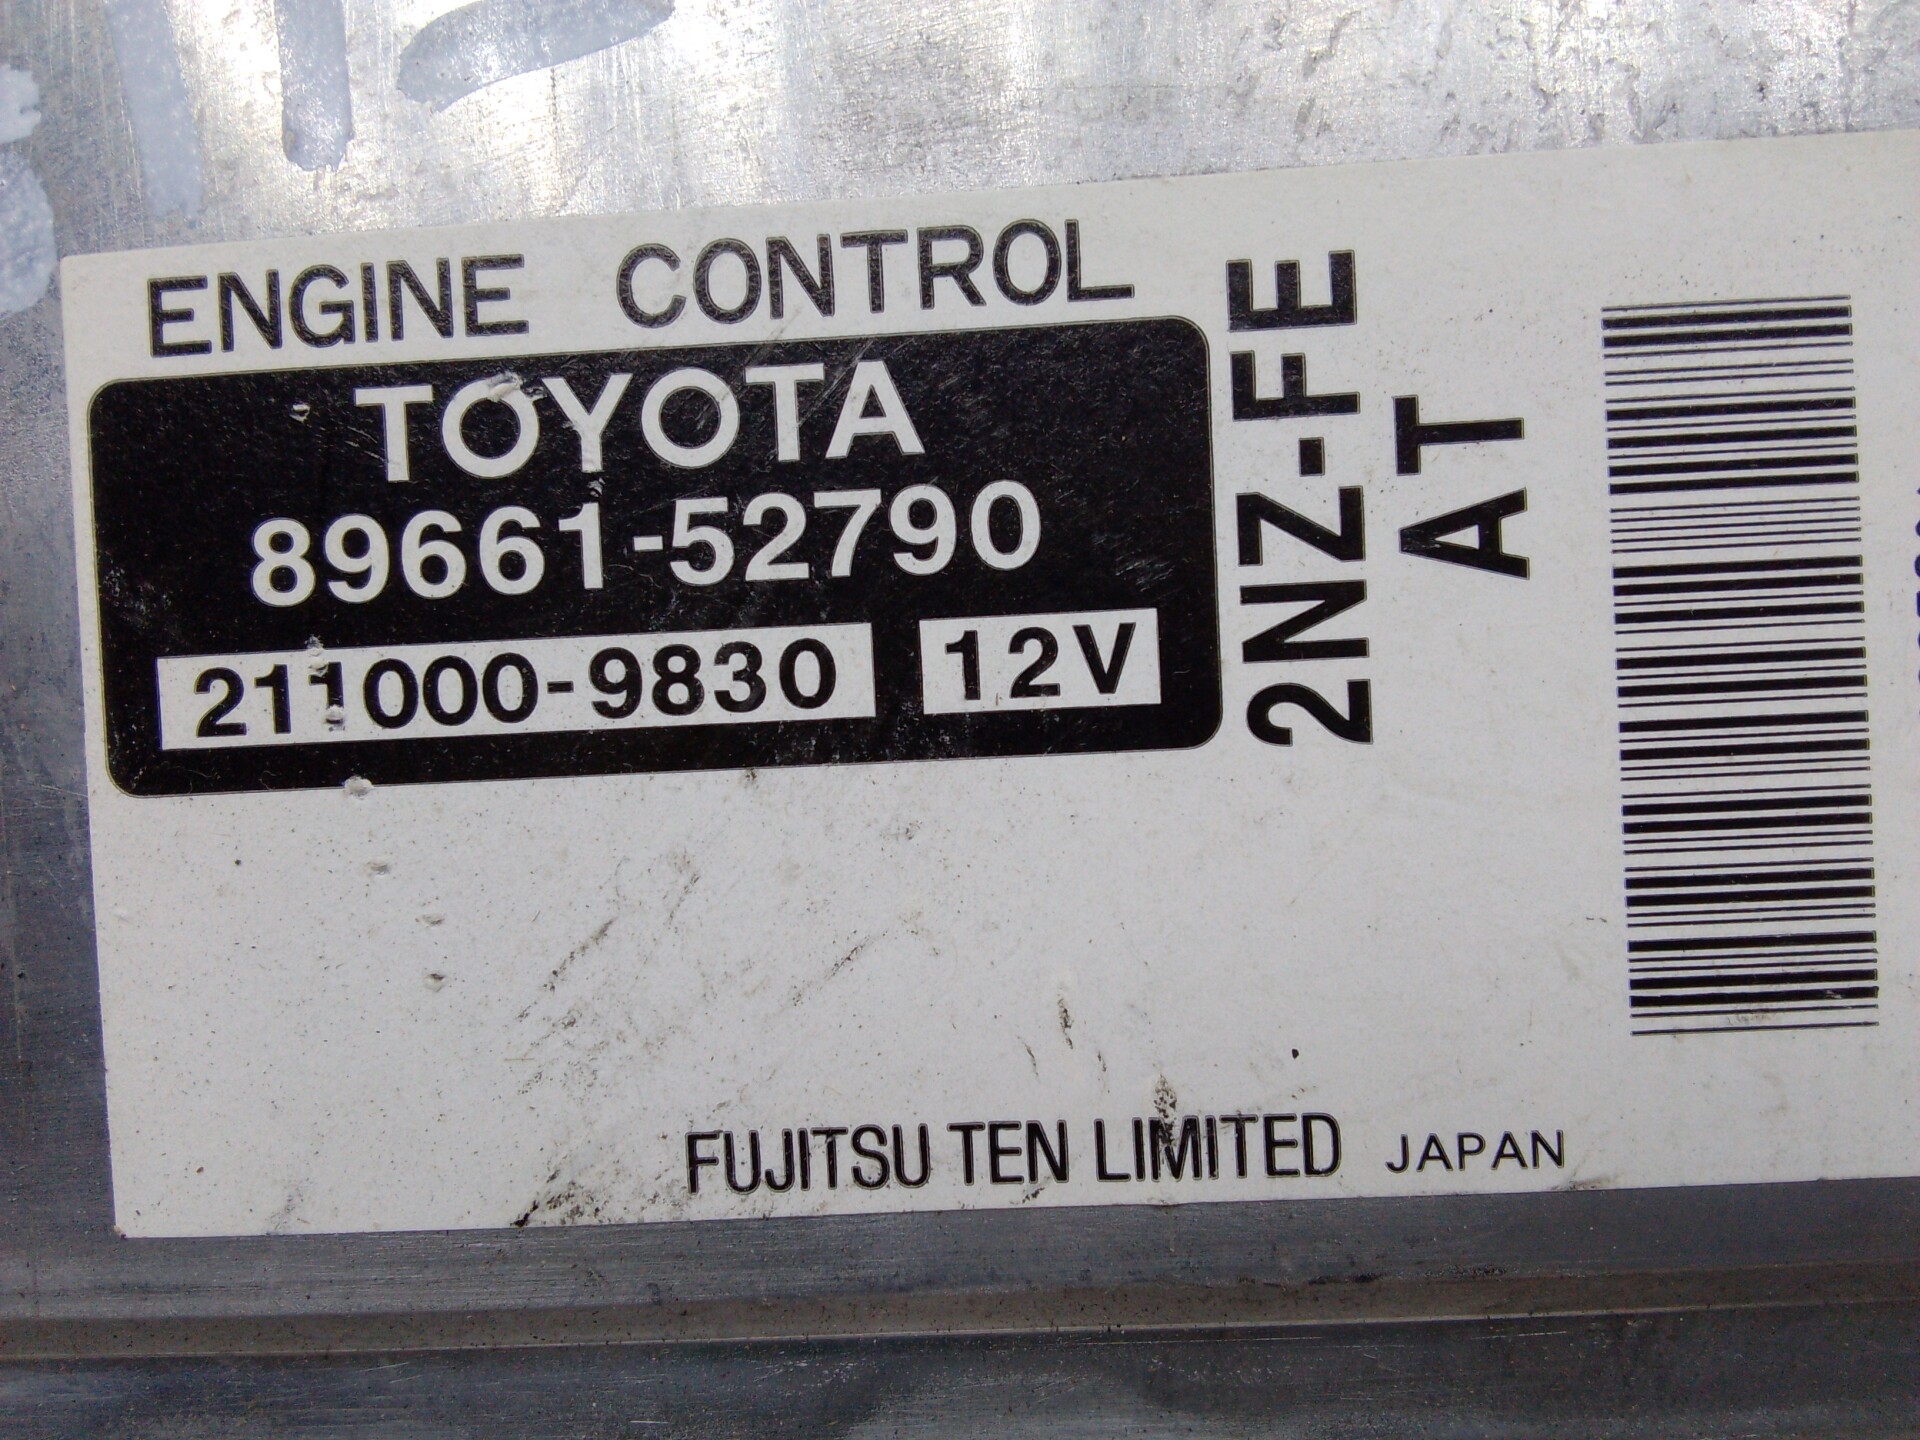 ENGINE CONTROL
TOYOTA
89661-52790
211000-9830 12V
2NZ-FE
AT
FUJITSU TEN LIMITED JAPAN